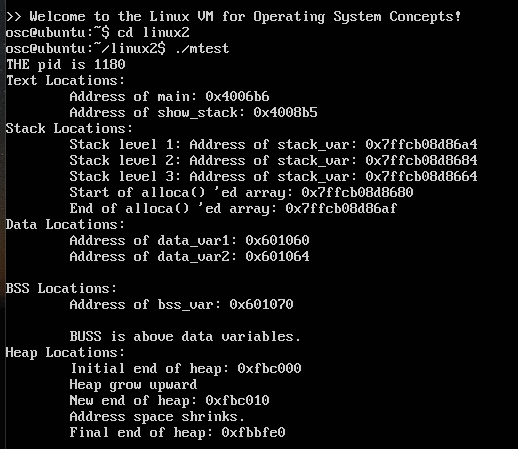 >> Welcome to the Linux VM for Operating System Concepts!
osc@ubuntu:~$ cd linux2
osc@ubuntu:~/linux2$ ./mtest
THE pid is 1180
Text Locations:
Address of main: 0x4006b6
Address of show_stack: 0x4008b5
Stack Locations:
Stack level 1: Address of stack_var: 0x7ffcb08d86a4
Stack level 2: Address of stack_var: 0x7ffcb08d8684
Stack level 3: Address of stack_var: 0x7ffcb08d8664
Start of alloca() 'ed array: 0x7ffcb08d8680
End of alloca() 'ed array: 0x7ffcb08d86af
Data Locations:
Address of data_var1: 0x601060
Address of data_var2: 0x601064
BSS Locations:
Address of bss_var: 0x601070
BUSS is above data variables.
Heap Locations:
Initial end of heap: 0xfbc000
Heap grow upward
New end of heap: 0xfbc010
Address space shrinks.
Final end of heap: 0xfbbfe0